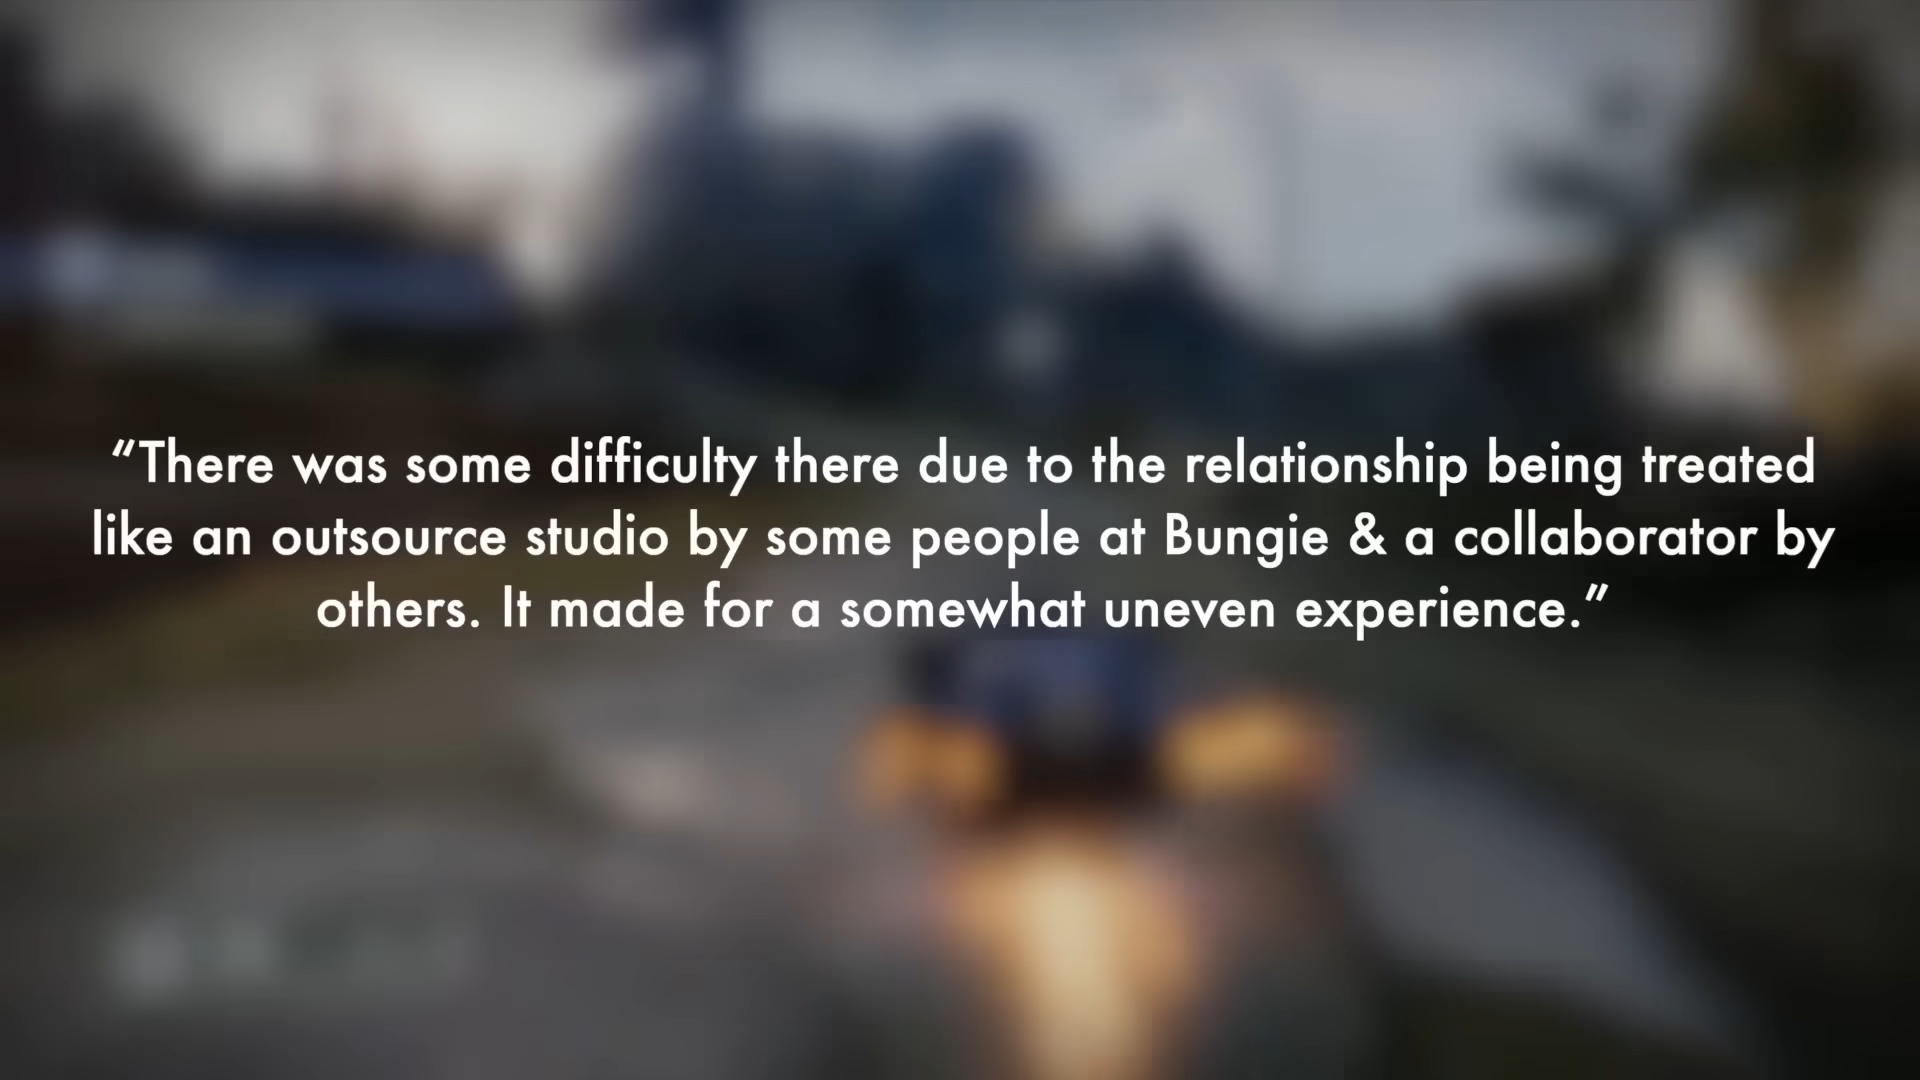 “There was some difficulty there due to the relationship being treated
like an outsource studio by some people at Bungie & a collaborator by
others. It made for a somewhat uneven experience.”